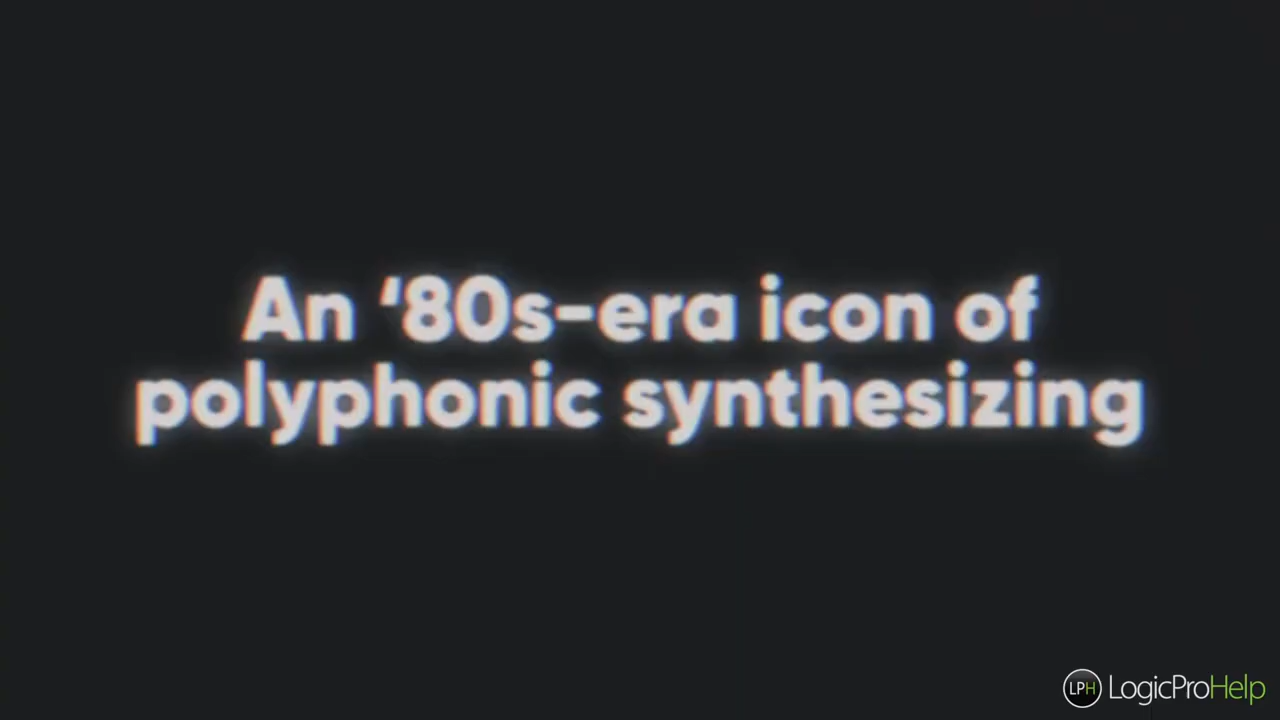 An ‘80s-era icon of
polyphonic synthesizing
LPH LogicProHelp